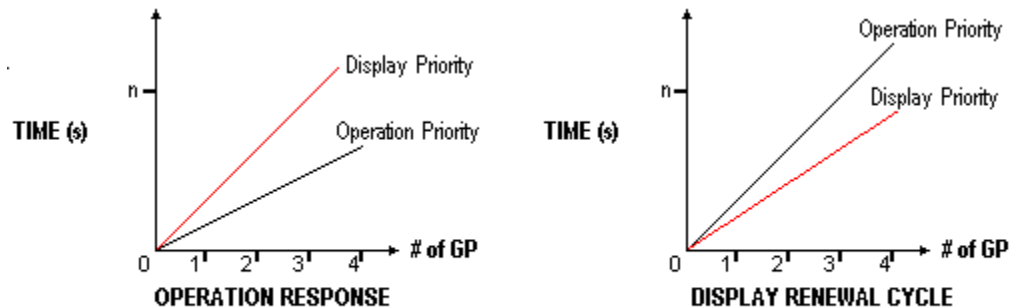 Display Priority
n
TIME (s)
Operation Priority
# of GP
0 1 2 3 4
OPERATION RESPONSE
Operation Priority
n
Display Priority
TIME (s)
# of GP
0 1 2 3 4
DISPLAY RENEWAL CYCLE